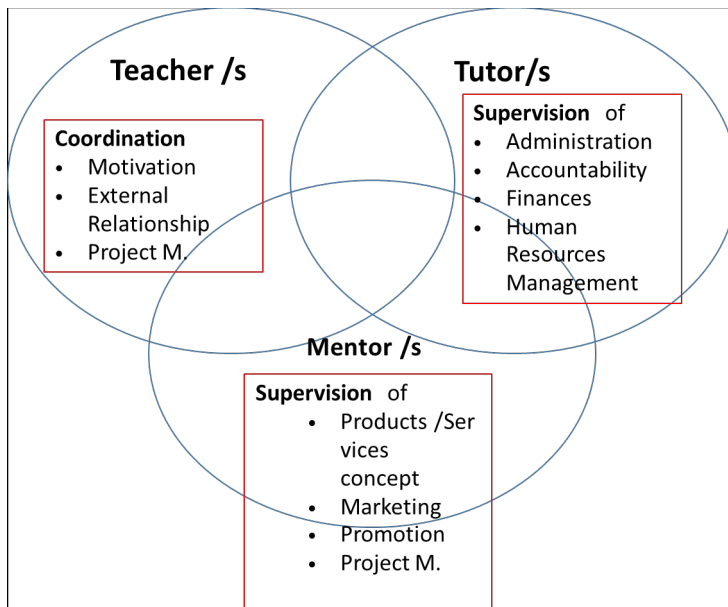 Teacher /s
Coordination
• Motivation
• External
Relationship
• Project M.
Tutor/s
Supervision of
• Administration
• Accountability
• Finances
• Human
Resources
Management
Mentor /s
Supervision of
• Products /Ser
vices
concept
• Marketing
• Promotion
• Project M.